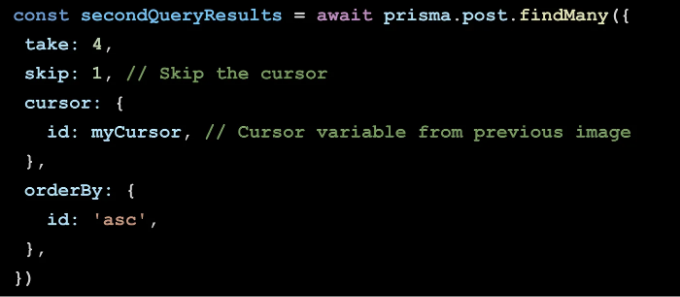 const secondQueryResults = await prisma.post.findMany({
take: 4,
skip: 1, // Skip the cursor
cursor: {
id: myCursor, // Cursor variable from previous image
},
orderBy: {
id: 'asc',
},
})